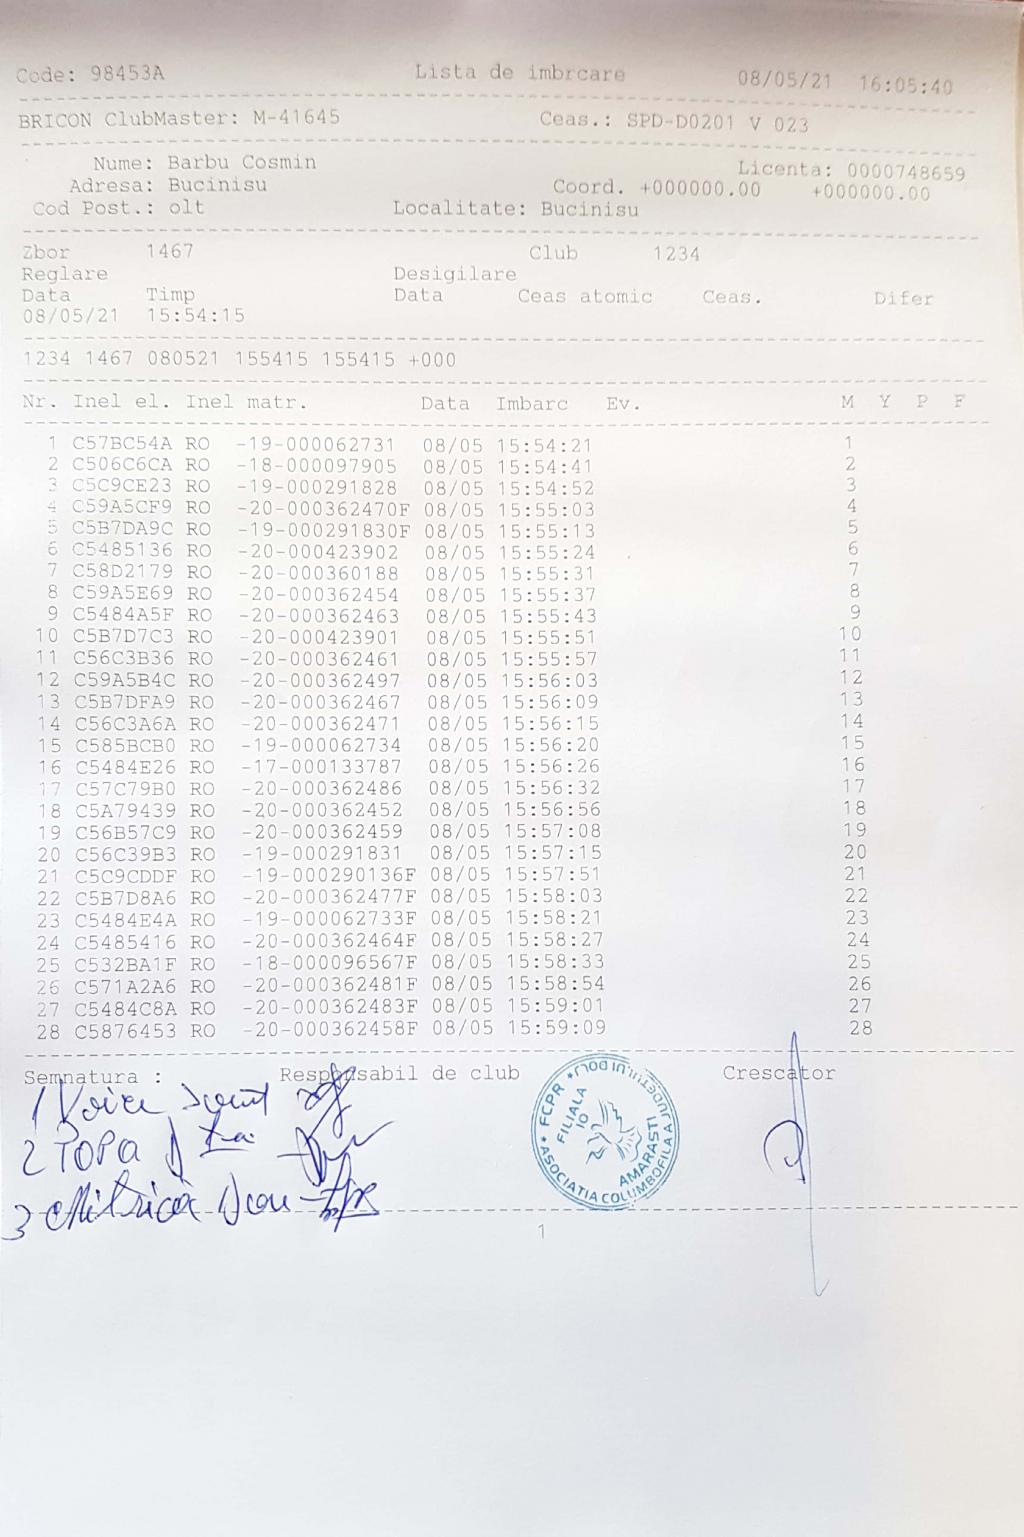 Code: 98453A Lista de imbrcare 08/05/21 16:05:40
BRICON ClubMaster: M-41645 Ceas.: SPD-D0201 V 023
Nume: Barbu Cosmin Licenta: 0000748659
Adresa: Bucinisu Coord. +000000.00 +000000.00
Cod Post.: olt Localitate: Bucinisu
Zbor 1467 Club 1234
Reglare Desigilare
Data Timp Data Ceas atomic Ceas. Difer
08/05/21 15:54:15
1234 1467 080521 155415 155415 +000
Nr. Inel el. Inel matr. Data Imbarc Ev. M Y P F
1 C57BC54A RO -19-000062731 08/05 15:54:21 1
2 C506C6CA RO -18-000097905 08/05 15:54:41 2
3 C5C9CE23 RO -19-000291828 08/05 15:54:52 3
4 C59A5CF9 RO -20-000362470F 08/05 15:55:03 4
5 C5B7DA9C RO -19-000291830F 08/05 15:55:13 5
6 C5485136 RO -20-000423902 08/05 15:55:24 6
7 C58D2179 RO -20-000360188 08/05 15:55:31 7
8 C59A5E69 RO -20-000362454 08/05 15:55:37 8
9 C5484A5F RO -20-000362463 08/05 15:55:43 9
10 C5B7D7C3 RO -20-000423901 08/05 15:55:51 10
11 C56C3B36 RO -20-000362461 08/05 15:55:57 11
12 C59A5B4C RO -20-000362497 08/05 15:56:03 12
13 C5B7DFA9 RO -20-000362467 08/05 15:56:09 13
14 C56C3A6A RO -20-000362471 08/05 15:56:15 14
15 C585BCB0 RO -19-000062734 08/05 15:56:20 15
16 C5484E26 RO -17-000133787 08/05 15:56:26 16
17 C57C79B0 RO -20-000362486 08/05 15:56:32 17
18 C5A79439 RO -20-000362452 08/05 15:56:56 18
19 C56B57C9 RO -20-000362459 08/05 15:57:08 19
20 C56C39B3 RO -19-000291831 08/05 15:57:15 20
21 C5C9CDDF RO -19-000290136F 08/05 15:57:51 21
22 C5B7D8A6 RO -20-000362477F 08/05 15:58:03 22
23 C5484E4A RO -19-000062733F 08/05 15:58:21 23
24 C5485416 RO -20-000362464F 08/05 15:58:27 24
25 C532BA1F RO -18-000096567F 08/05 15:58:33 25
26 C571A2A6 RO -20-000362481F 08/05 15:58:54 26
27 C5484C8A RO -20-000362483F 08/05 15:59:01 27
28 C5876453 RO -20-000362458F 08/05 15:59:09 28
Semnatura : Responsabil de club Crescator
1
2 POPA
3
* FCPR * ASOCIATIA COLUMBOFILA A JUDETULUI DOLJ
FILIALA
10
AMARASTI
1